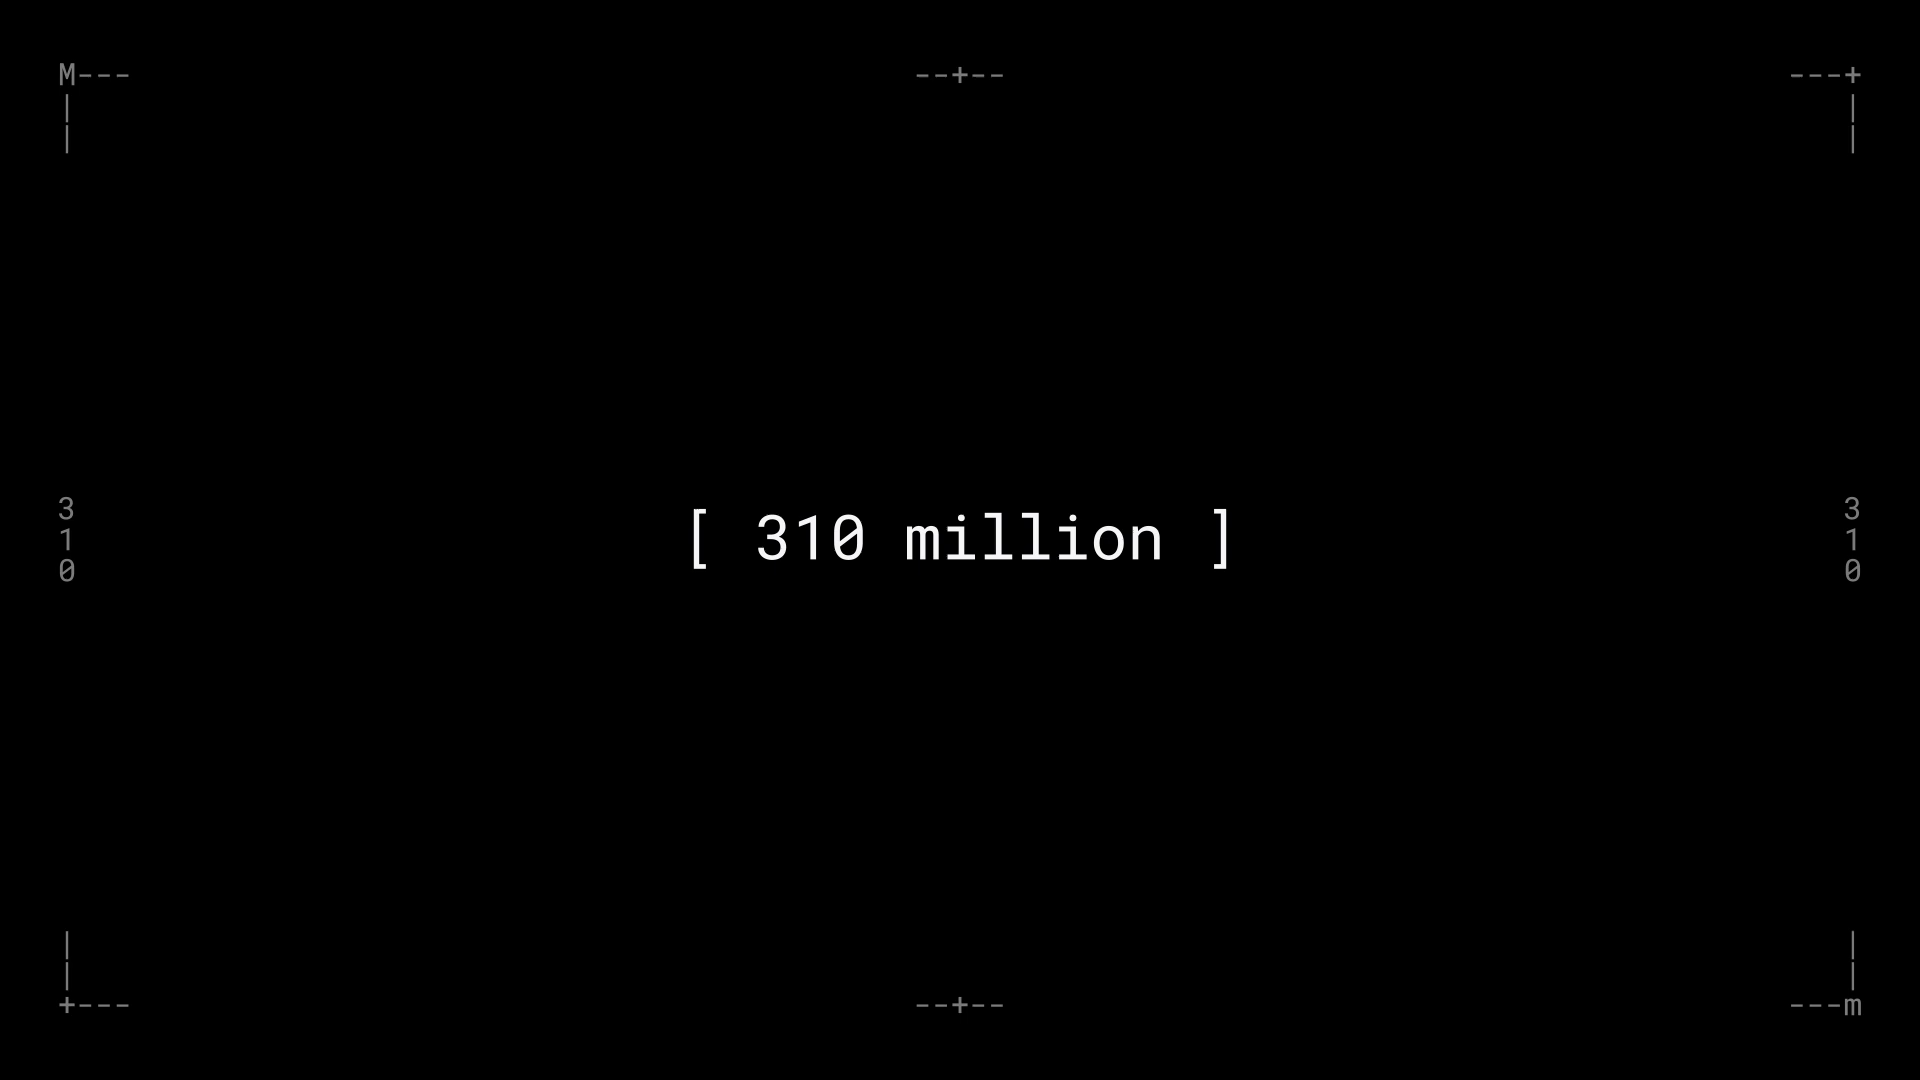 M--- --+-- ---+
| |
| |
3 3
1 [ 310 million ] 1
0 0
| |
| |
+--- --+-- ---m